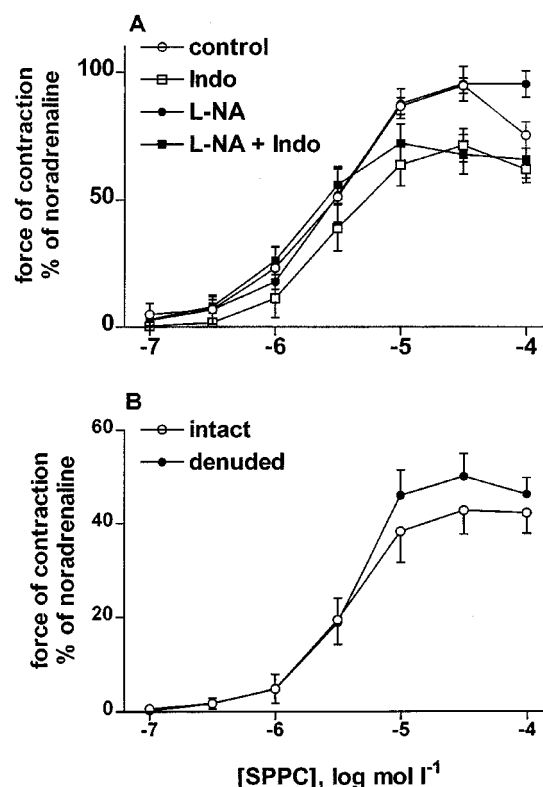 A
control
Indo
L-NA
L-NA + Indo
force of contraction
% of noradrenaline
100
50
0
-7
-6
-5
-4
B
intact
denuded
force of contraction
% of noradrenaline
60
40
20
0
-7
-6
-5
-4
[SPPC], log mol l⁻¹